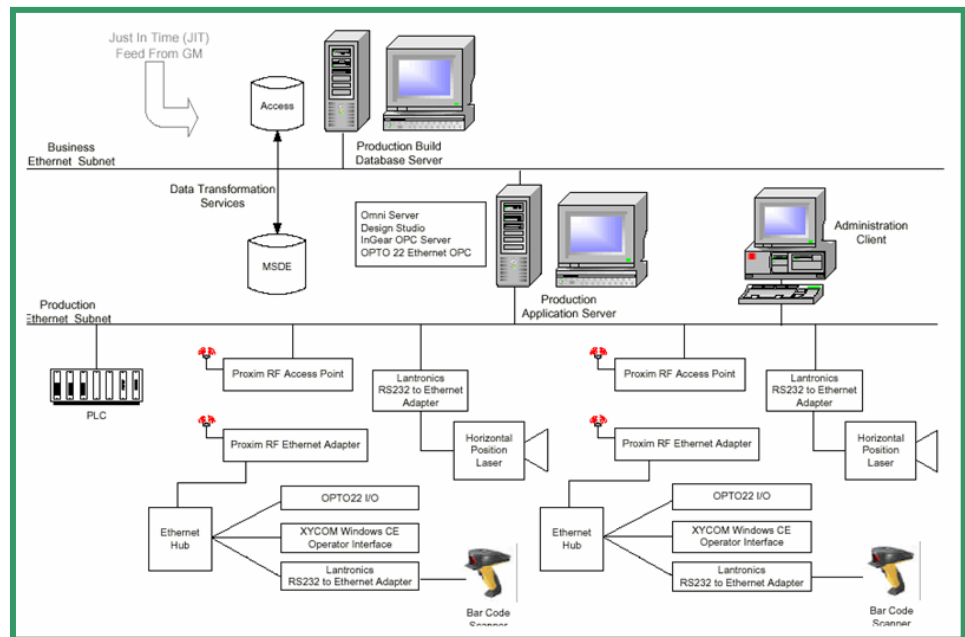 Just In Time (JIT)
Feed From GM
Access
Business
Ethernet Subnet
Production Build
Database Server
Data Transformation
Services
Omni Server
Design Studio
InGear OPC Server
OPTO 22 Ethernet OPC
Administration
Client
MSDE
Production
Ethernet Subnet
Production
Application Server
PLC
Proxim RF Access Point
Lantronics
RS232 to Ethernet
Adapter
Proxim RF Access Point
Lantronics
RS232 to Ethernet
Adapter
Proxim RF Ethernet Adapter
Horizontal
Position
Laser
Proxim RF Ethernet Adapter
Horizontal
Position
Laser
Ethernet
Hub
OPTO22 I/O
XYCOM Windows CE
Operator Interface
Lantronics
RS232 to Ethernet Adapter
Bar Code
Scanner
Ethernet
Hub
OPTO22 I/O
XYCOM Windows CE
Operator Interface
Lantronics
RS232 to Ethernet Adapter
Bar Code
Scanner